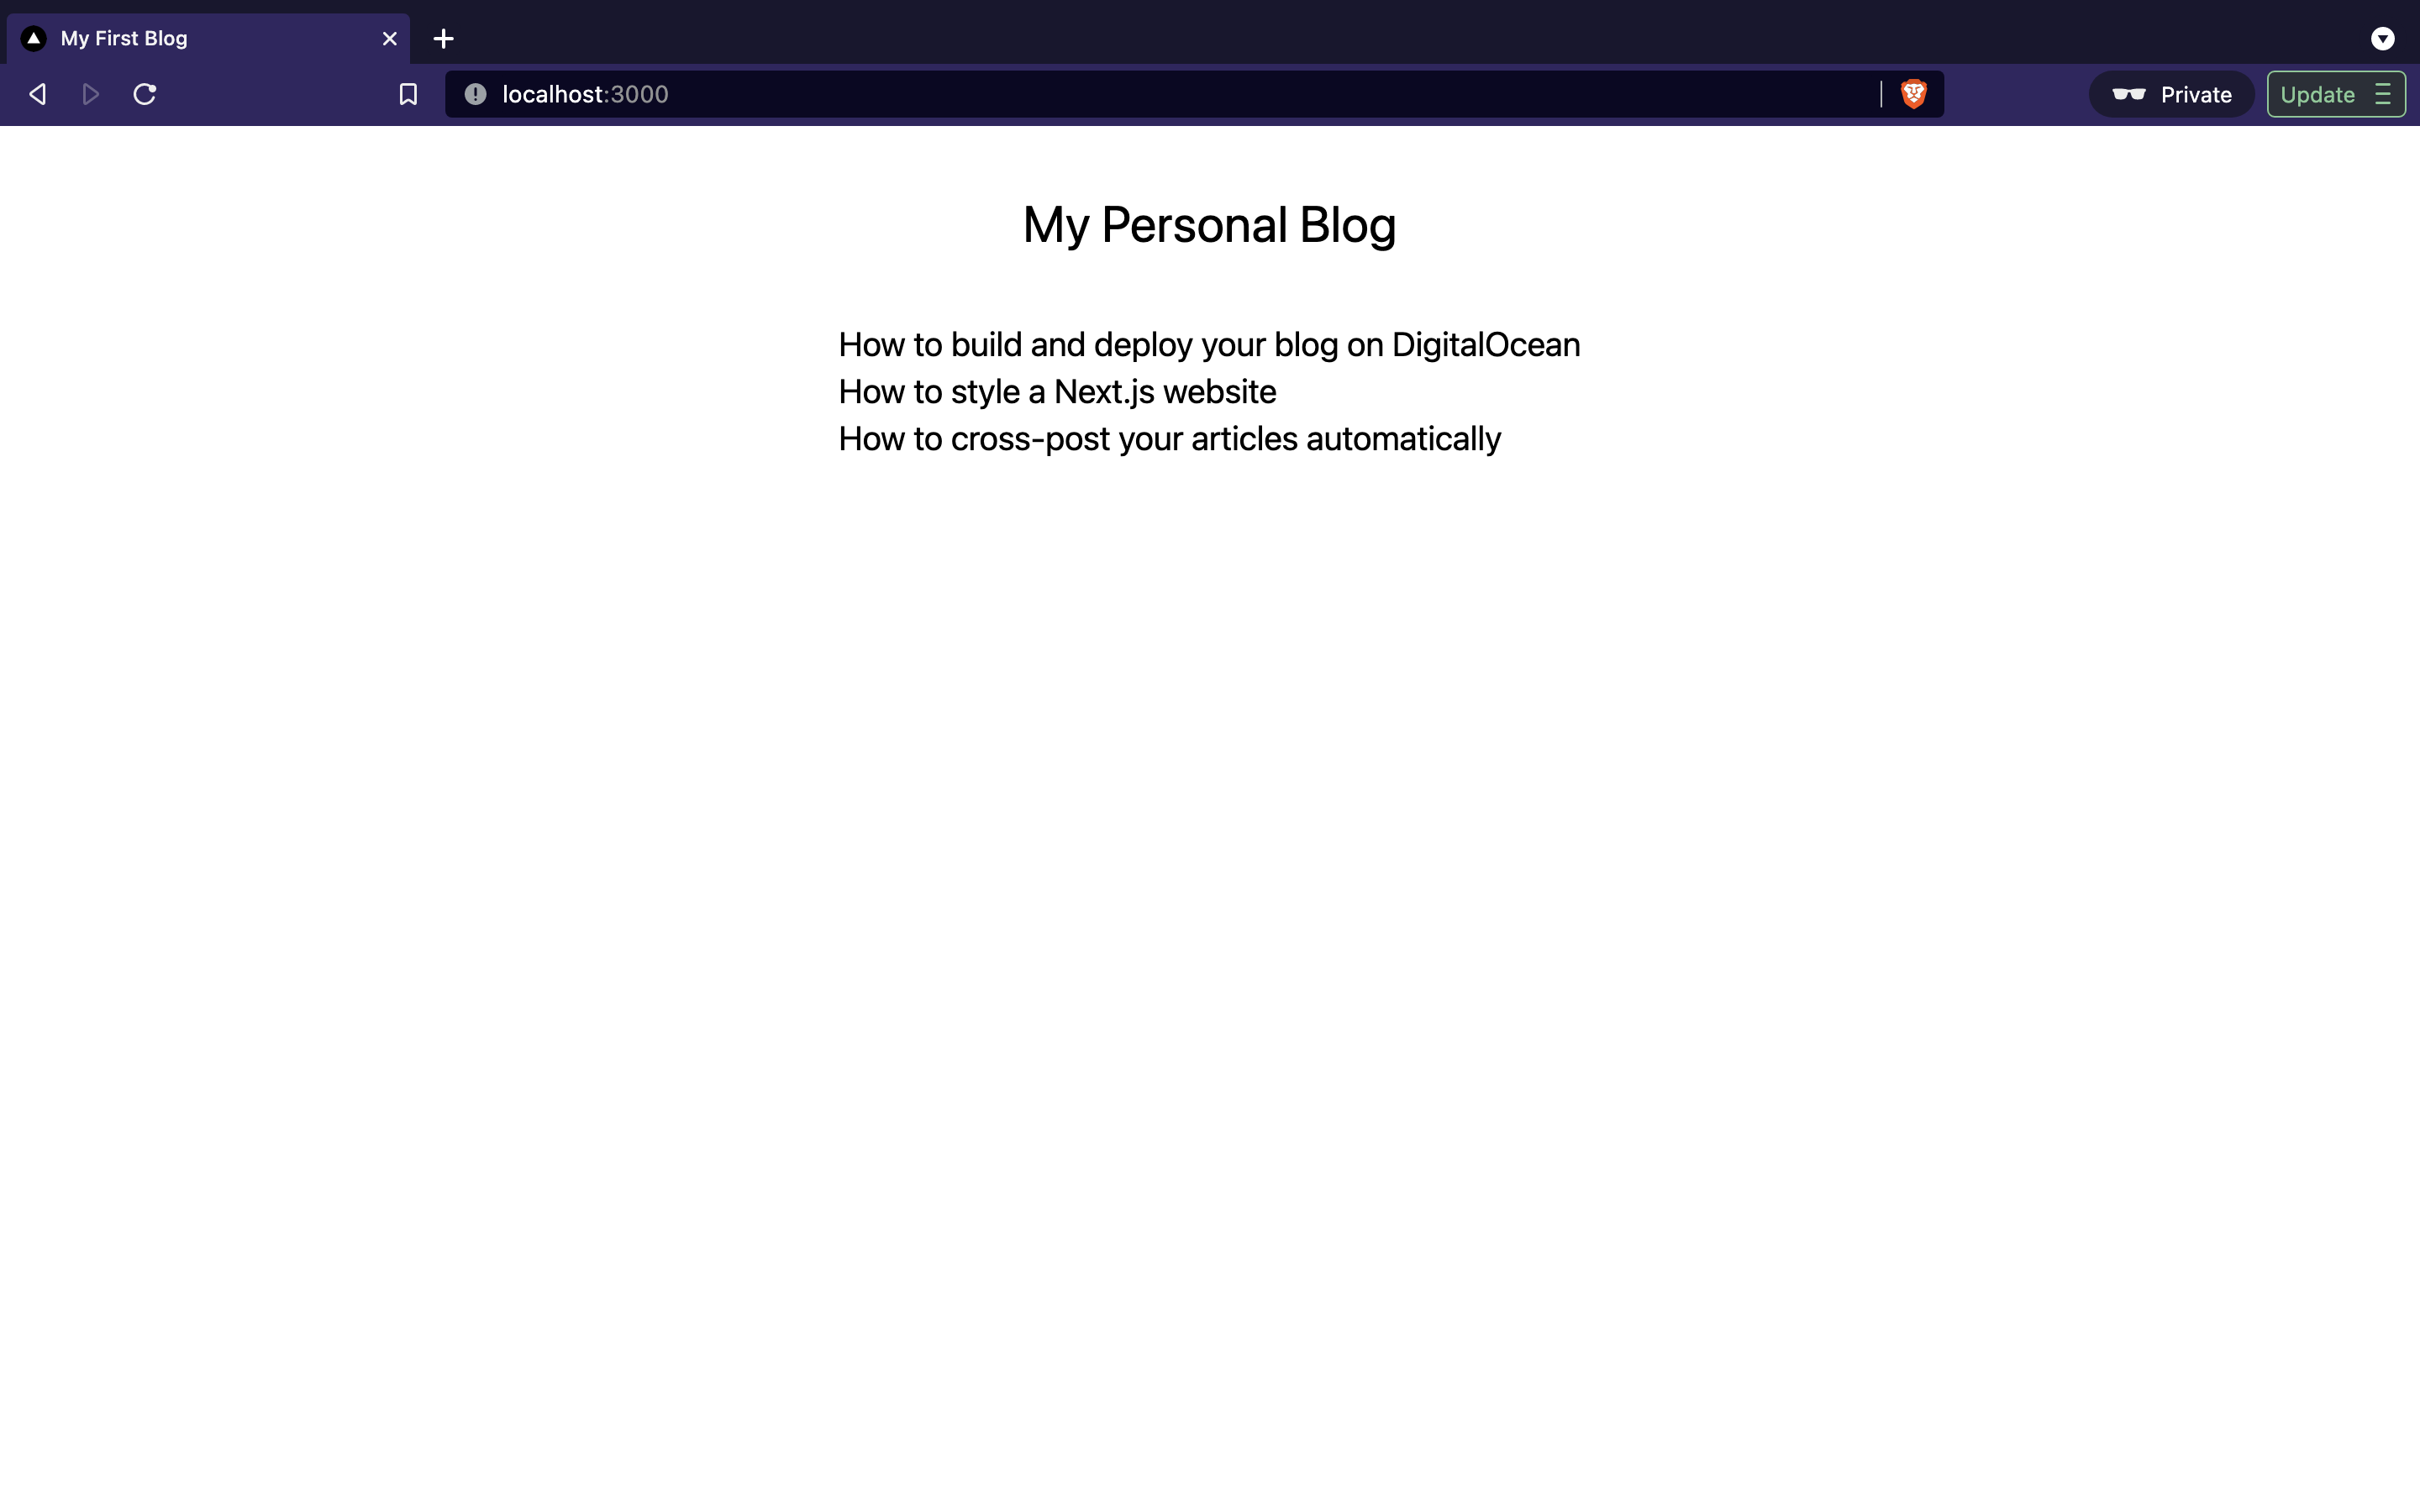 My First Blog
localhost:3000
Private
Update
My Personal Blog
How to build and deploy your blog on DigitalOcean
How to style a Next.js website
How to cross-post your articles automatically